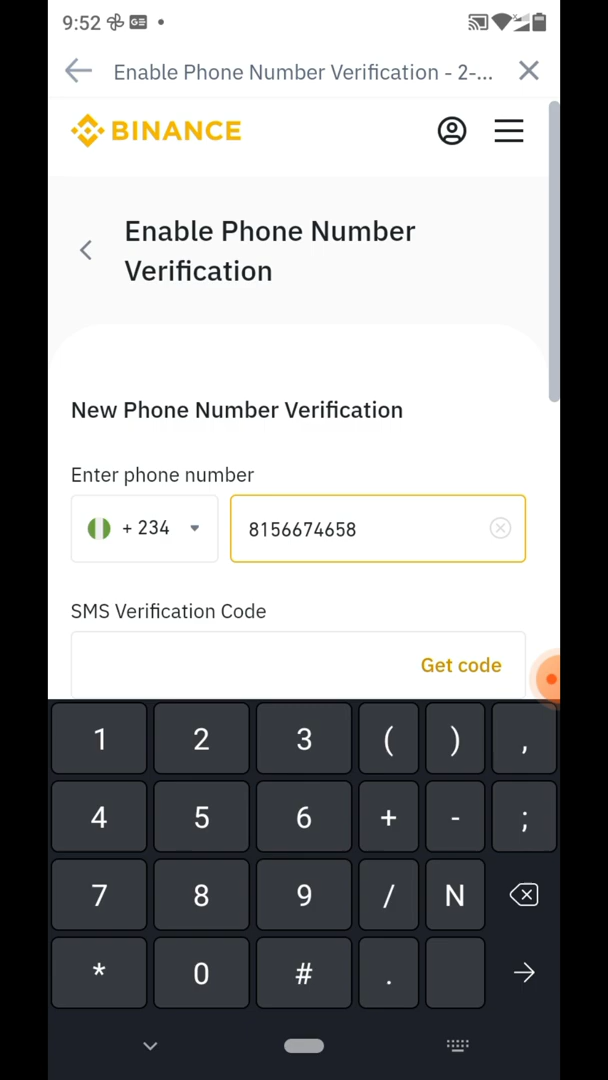 9:52 GE
Enable Phone Number Verification - 2-...
BINANCE
Enable Phone Number
Verification
New Phone Number Verification
Enter phone number
+ 234 8156674658
SMS Verification Code
Get code
1 2 3 ( ) ,
4 5 6 + - ;
7 8 9 / N
* 0 # .